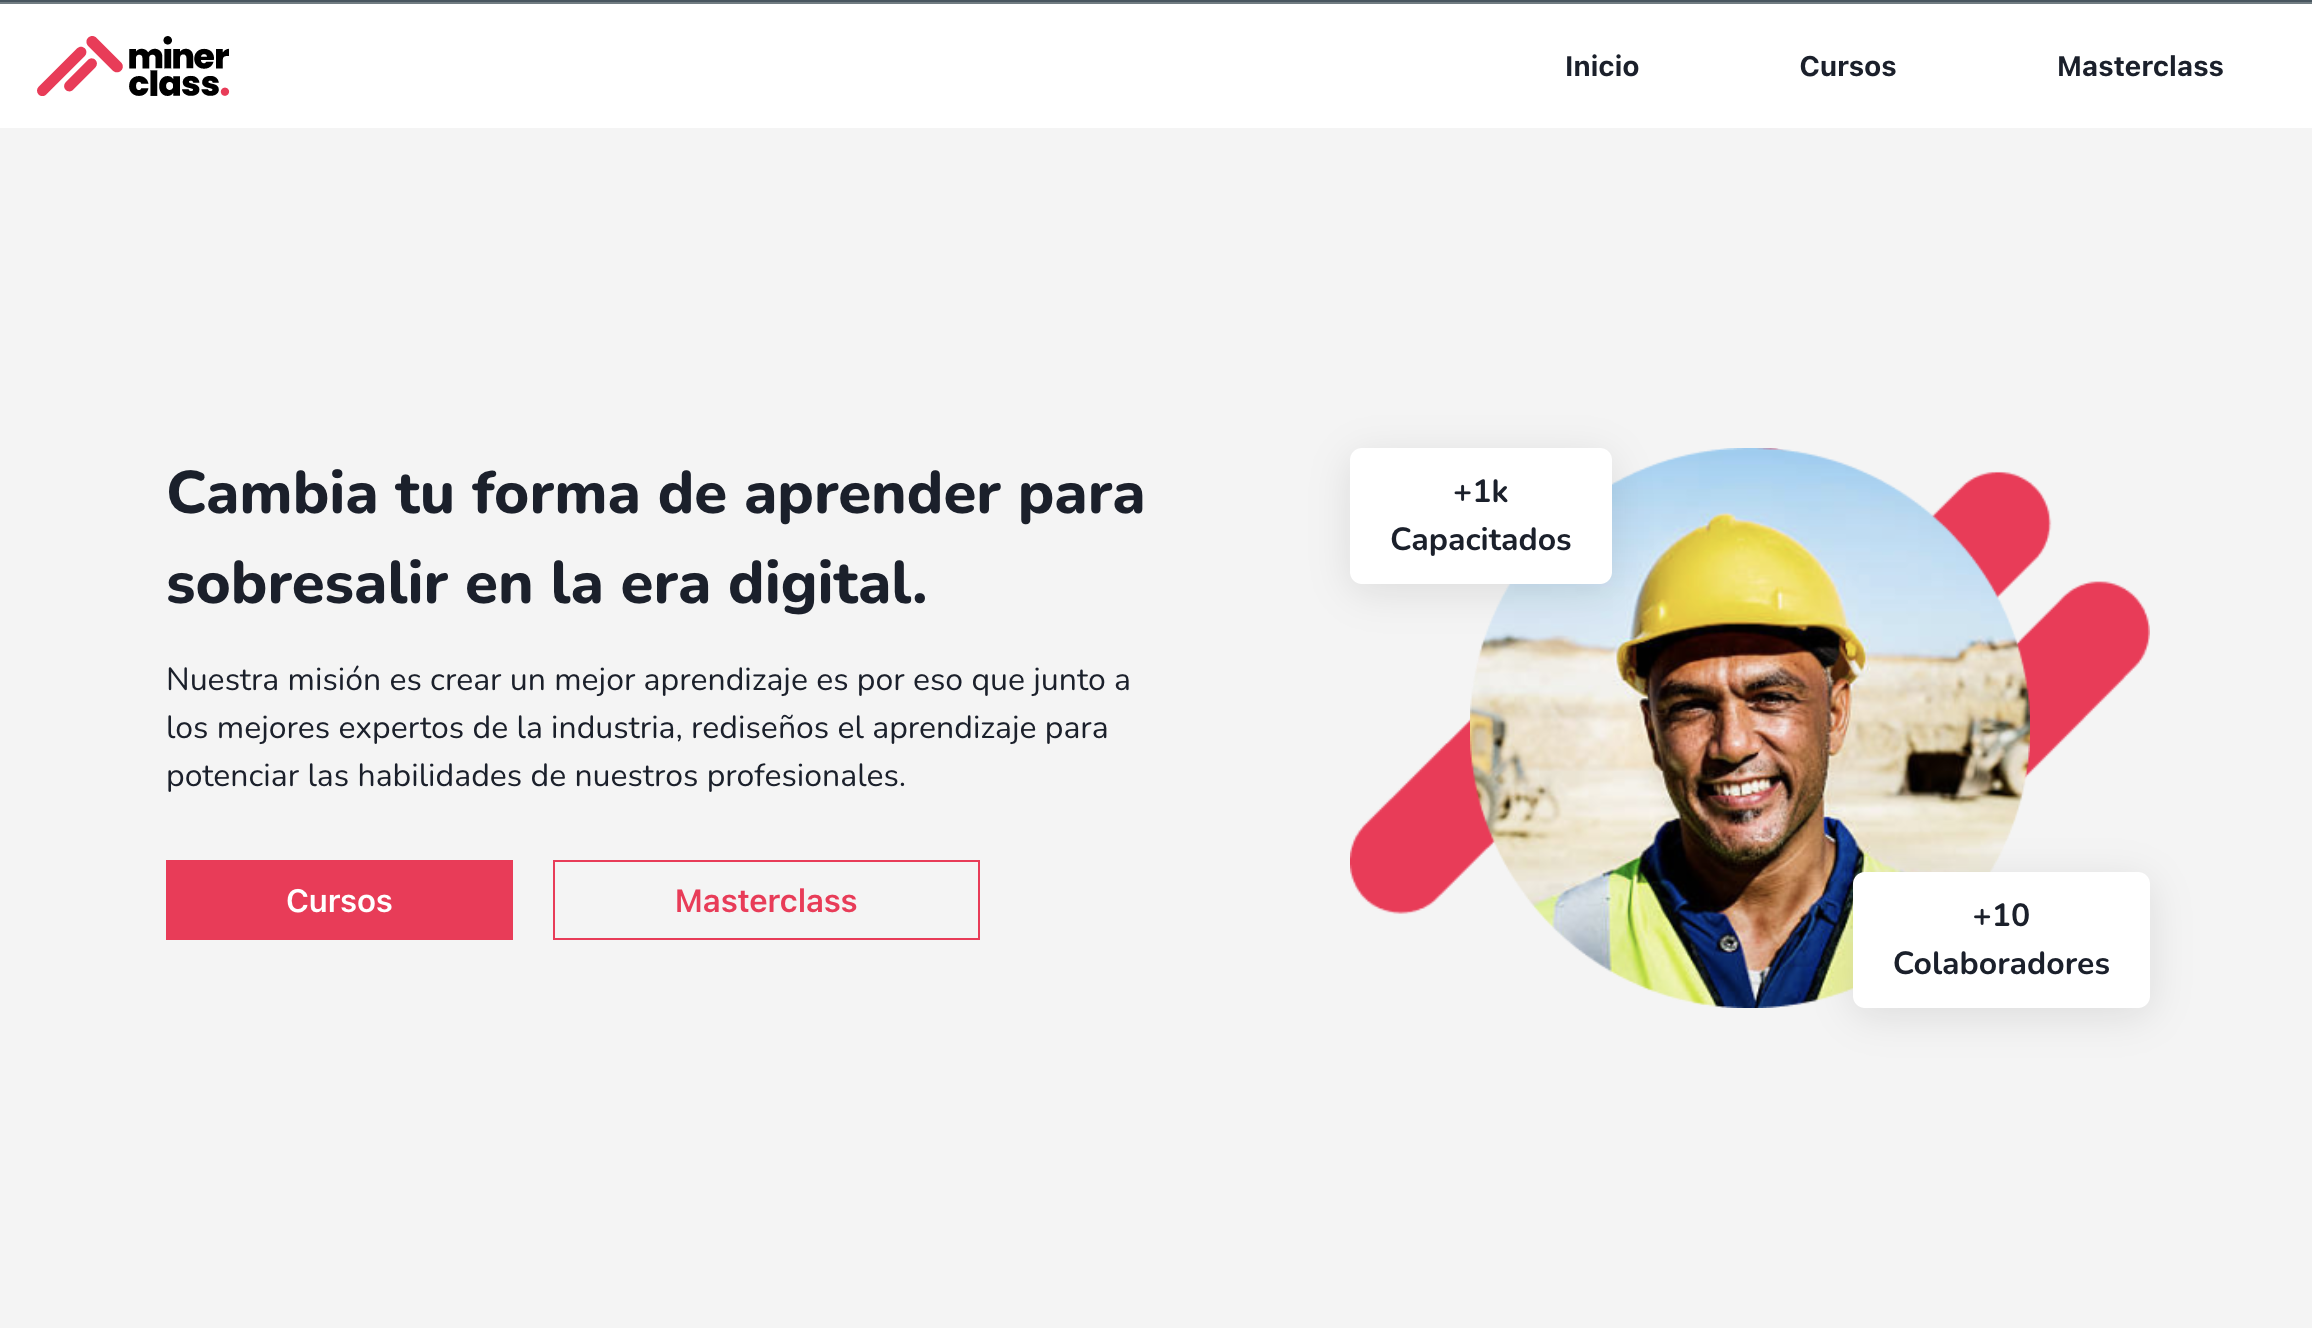 miner
class.
Inicio
Cursos
Masterclass
Cambia tu forma de aprender para
sobresalir en la era digital.
Nuestra misión es crear un mejor aprendizaje es por eso que junto a
los mejores expertos de la industria, rediseños el aprendizaje para
potenciar las habilidades de nuestros profesionales.
Cursos
Masterclass
+1k
Capacitados
+10
Colaboradores